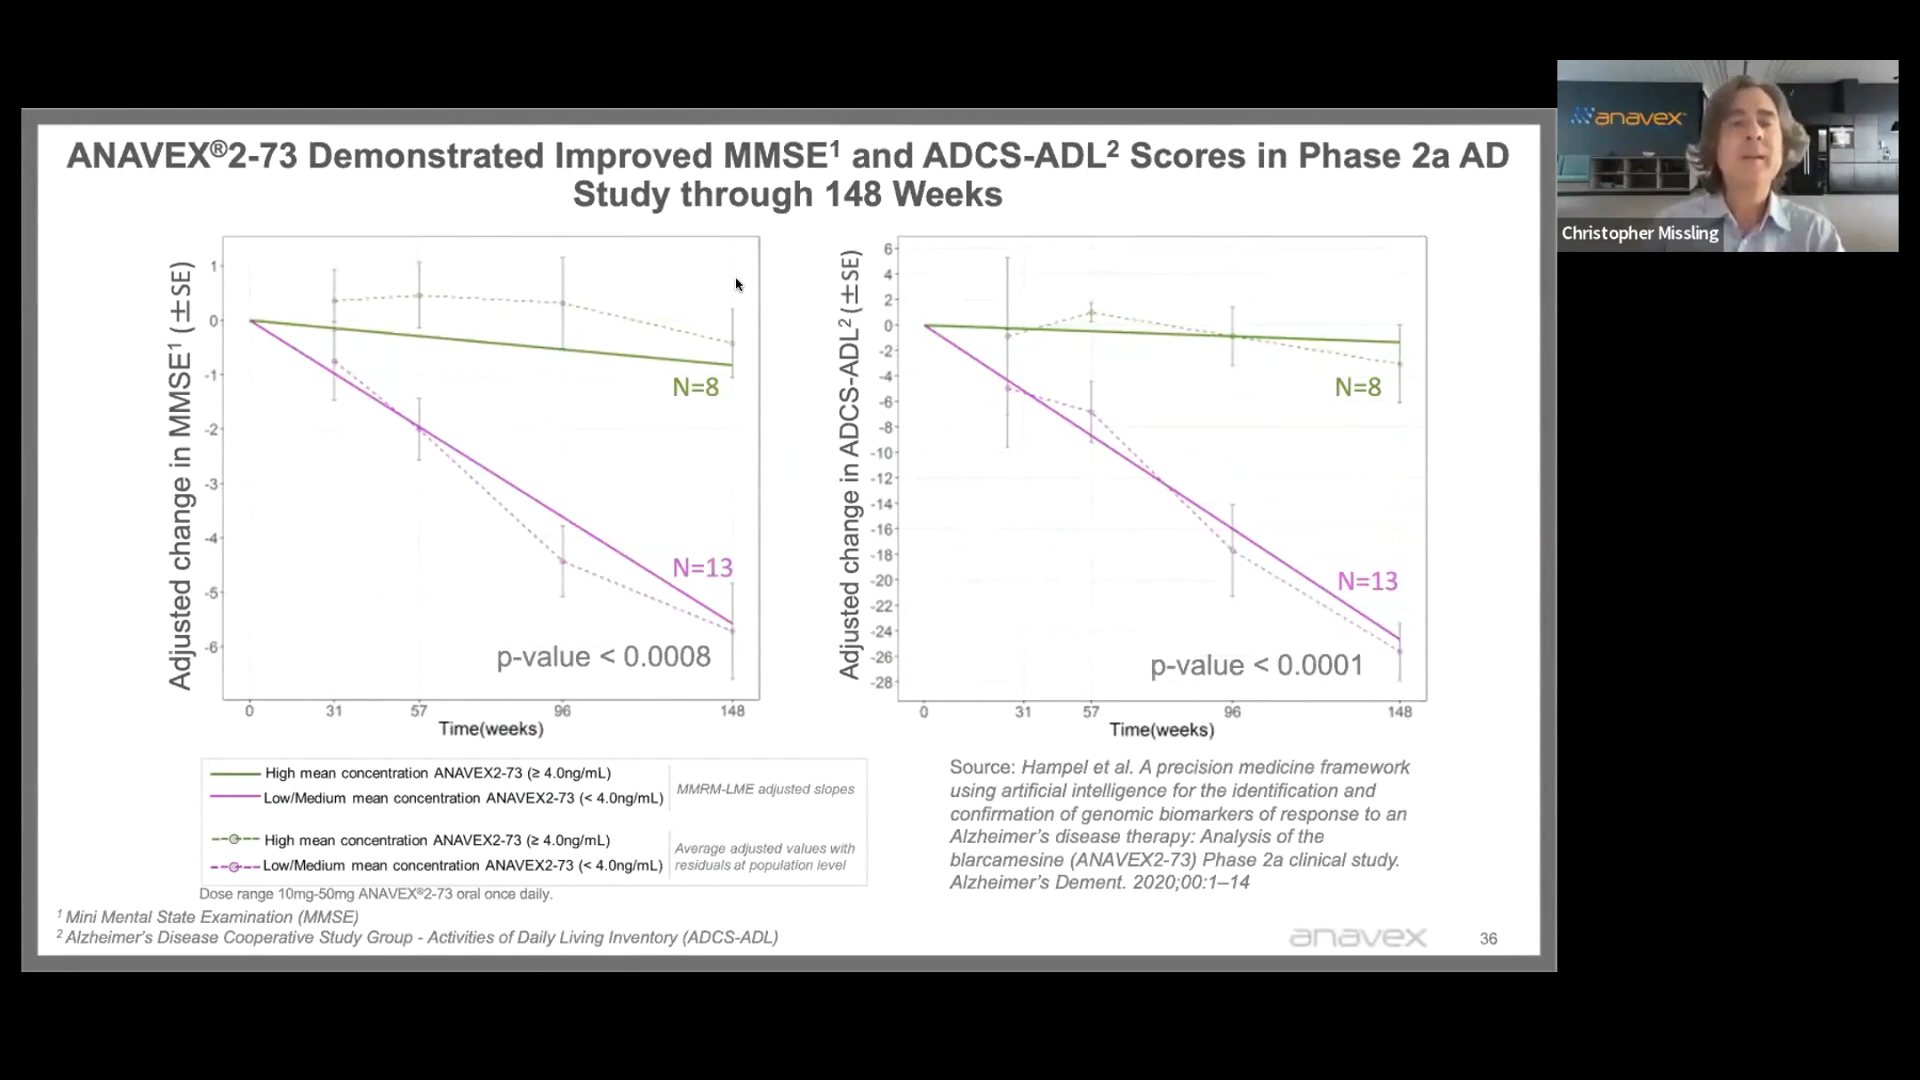 ANAVEX®2-73 Demonstrated Improved MMSE¹ and ADCS-ADL² Scores in Phase 2a AD
Study through 148 Weeks
anavex
Christopher Missling
Adjusted change in MMSE¹ (±SE)
1
0
-1
-2
-3
-4
-5
-6
N=8
N=13
p-value < 0.0008
0 31 57 96 148
Time(weeks)
Adjusted change in ADCS-ADL² (±SE)
6
4
2
0
-2
-4
-6
-8
-10
-12
-14
-16
-18
-20
-22
-24
-26
-28
N=8
N=13
p-value < 0.0001
0 31 57 96 148
Time(weeks)
High mean concentration ANAVEX2-73 (≥ 4.0ng/mL)
Low/Medium mean concentration ANAVEX2-73 (< 4.0ng/mL)
MMRM-LME adjusted slopes
High mean concentration ANAVEX2-73 (≥ 4.0ng/mL)
Low/Medium mean concentration ANAVEX2-73 (< 4.0ng/mL)
Average adjusted values with
residuals at population level
Dose range 10mg-50mg ANAVEX®2-73 oral once daily.
Source: Hampel et al. A precision medicine framework
using artificial intelligence for the identification and
confirmation of genomic biomarkers of response to an
Alzheimer's disease therapy: Analysis of the
blarcamesine (ANAVEX2-73) Phase 2a clinical study.
Alzheimer's Dement. 2020;00:1–14
¹ Mini Mental State Examination (MMSE)
² Alzheimer's Disease Cooperative Study Group - Activities of Daily Living Inventory (ADCS-ADL)
anavex
36